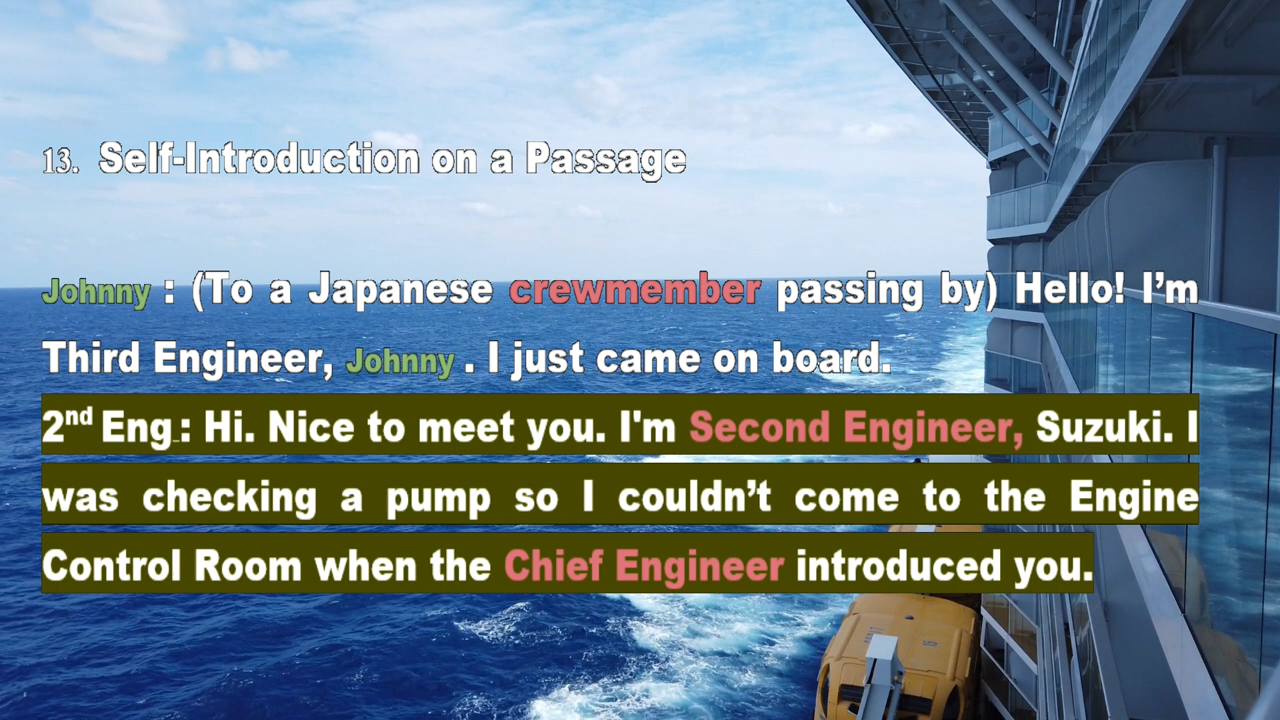 13. Self-Introduction on a Passage
Johnny : (To a Japanese crewmember passing by) Hello! I’m
Third Engineer, Johnny . I just came on board.
2nd Eng : Hi. Nice to meet you. I'm Second Engineer, Suzuki. I
was checking a pump so I couldn’t come to the Engine
Control Room when the Chief Engineer introduced you.